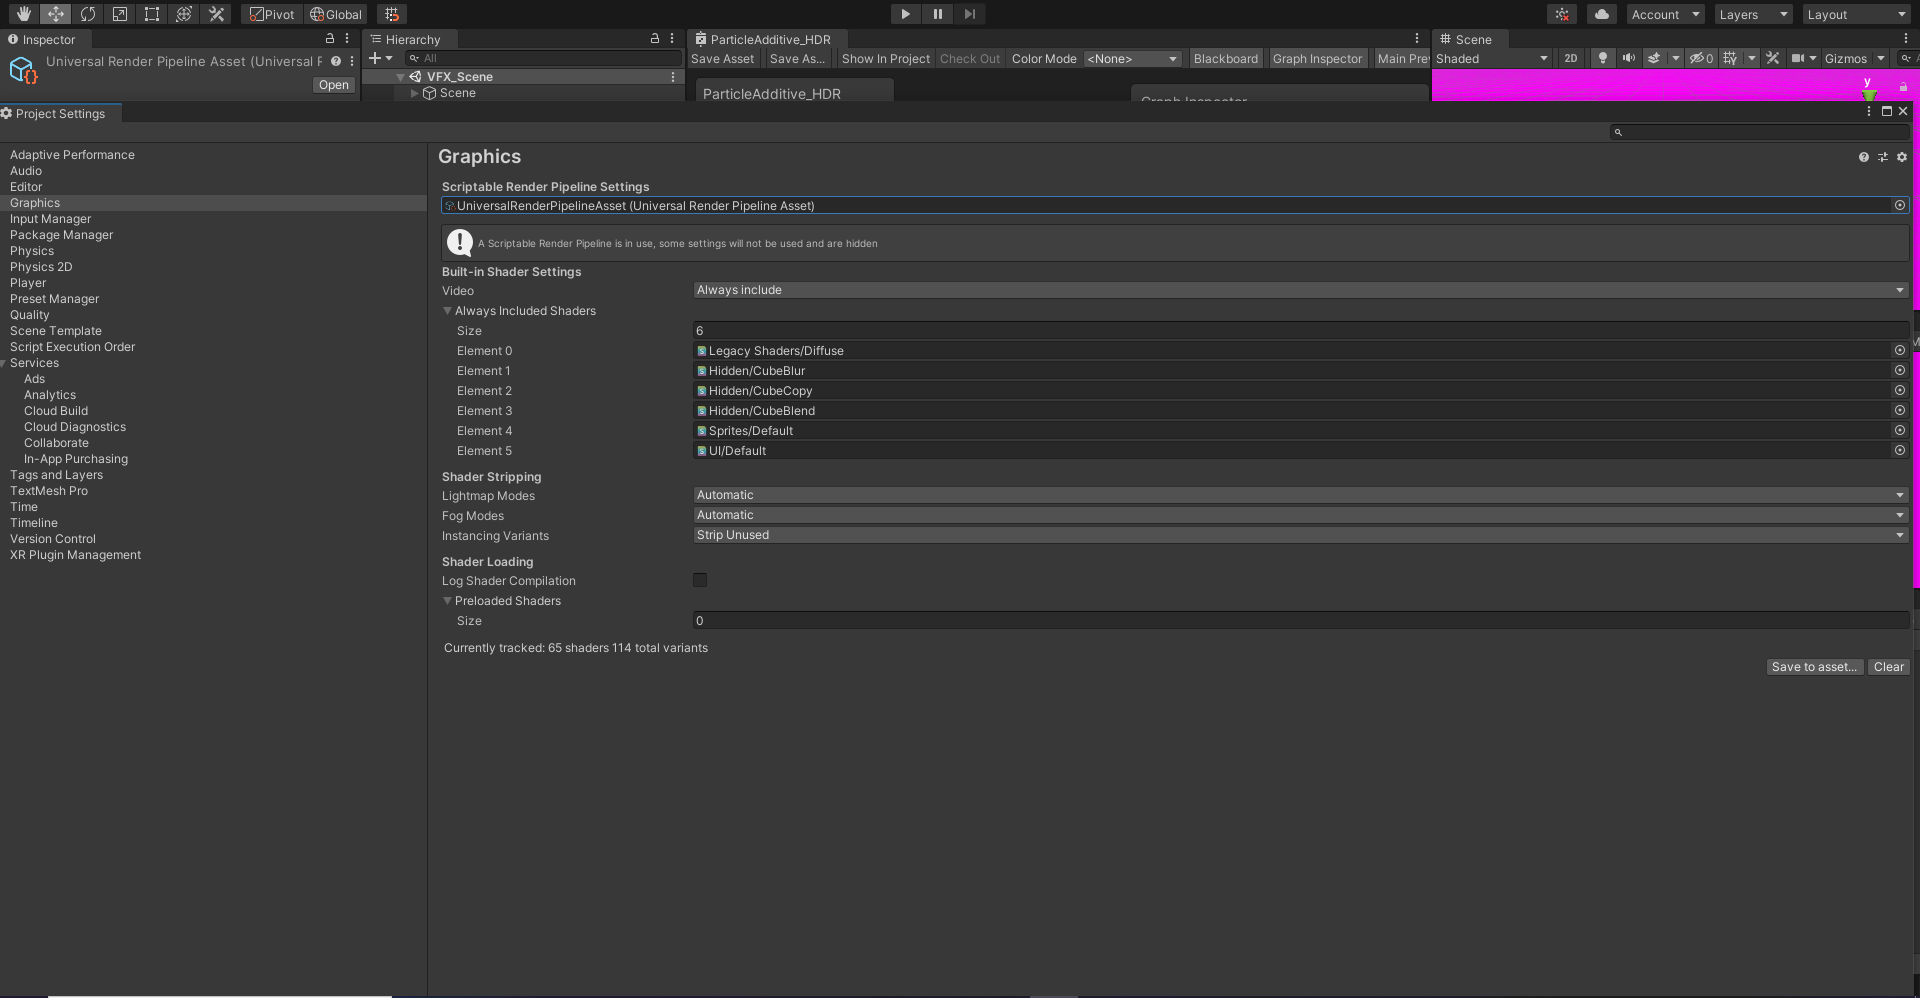 Pivot Global Account Layers Layout
Inspector
Universal Render Pipeline Asset (Universal F
Open
Hierarchy
All
VFX_Scene
Scene
ParticleAdditive_HDR
Save Asset Save As... Show In Project Check Out Color Mode <None> Blackboard Graph Inspector Main Pre
ParticleAdditive_HDR
Graph Inspector
Scene
Shaded 2D 0 Gizmos
y
Project Settings
Adaptive Performance
Audio
Editor
Graphics
Input Manager
Package Manager
Physics
Physics 2D
Player
Preset Manager
Quality
Scene Template
Script Execution Order
Services
Ads
Analytics
Cloud Build
Cloud Diagnostics
Collaborate
In-App Purchasing
Tags and Layers
TextMesh Pro
Time
Timeline
Version Control
XR Plugin Management
Graphics
Scriptable Render Pipeline Settings
UniversalRenderPipelineAsset (Universal Render Pipeline Asset)
A Scriptable Render Pipeline is in use, some settings will not be used and are hidden
Built-in Shader Settings
Video Always include
Always Included Shaders
Size 6
Element 0 Legacy Shaders/Diffuse
Element 1 Hidden/CubeBlur
Element 2 Hidden/CubeCopy
Element 3 Hidden/CubeBlend
Element 4 Sprites/Default
Element 5 UI/Default
Shader Stripping
Lightmap Modes Automatic
Fog Modes Automatic
Instancing Variants Strip Unused
Shader Loading
Log Shader Compilation
Preloaded Shaders
Size 0
Currently tracked: 65 shaders 114 total variants
Save to asset... Clear